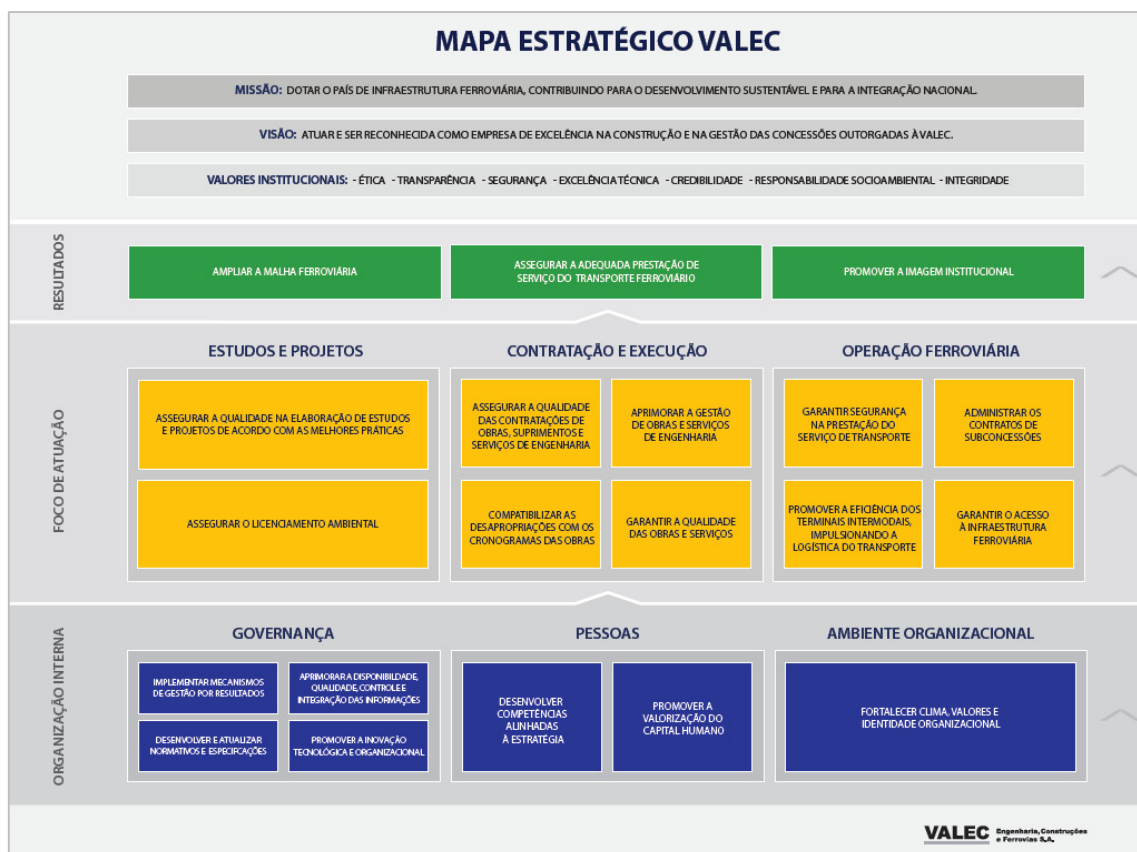 MAPA ESTRATÉGICO VALEC
MISSÃO: DOTAR O PAÍS DE INFRAESTRUTURA FERROVIÁRIA, CONTRIBUINDO PARA O DESENVOLVIMENTO SUSTENTÁVEL E PARA A INTEGRAÇÃO NACIONAL.
VISÃO: ATUAR E SER RECONHECIDA COMO EMPRESA DE EXCELÊNCIA NA CONSTRUÇÃO E NA GESTÃO DAS CONCESSÕES OUTORGADAS À VALEC.
VALORES INSTITUCIONAIS: - ÉTICA - TRANSPARÊNCIA - SEGURANÇA - EXCELÊNCIA TÉCNICA - CREDIBILIDADE - RESPONSABILIDADE SOCIOAMBIENTAL - INTEGRIDADE
RESULTADOS
AMPLIAR A MALHA FERROVIÁRIA
ASSEGURAR A ADEQUADA PRESTAÇÃO DE
SERVIÇO DO TRANSPORTE FERROVIÁRIO
PROMOVER A IMAGEM INSTITUCIONAL
FOCO DE ATUAÇÃO
ESTUDOS E PROJETOS
ASSEGURAR A QUALIDADE NA ELABORAÇÃO DE ESTUDOS
E PROJETOS DE ACORDO COM AS MELHORES PRÁTICAS
ASSEGURAR O LICENCIAMENTO AMBIENTAL
CONTRATAÇÃO E EXECUÇÃO
ASSEGURAR A QUALIDADE
DAS CONTRATAÇÕES DE
OBRAS, SUPRIMENTOS E
SERVIÇOS DE ENGENHARIA
APRIMORAR A GESTÃO
DE OBRAS E SERVIÇOS
DE ENGENHARIA
COMPATIBILIZAR AS
DESAPROPRIAÇÕES COM OS
CRONOGRAMAS DAS OBRAS
GARANTIR A QUALIDADE
DAS OBRAS E SERVIÇOS
OPERAÇÃO FERROVIÁRIA
GARANTIR SEGURANÇA
NA PRESTAÇÃO DO
SERVIÇO DE TRANSPORTE
ADMINISTRAR OS
CONTRATOS DE
SUBCONCESSÕES
PROMOVER A EFICIÊNCIA DOS
TERMINAIS INTERMODAIS,
IMPULSIONANDO A
LOGÍSTICA DO TRANSPORTE
GARANTIR O ACESSO
À INFRAESTRUTURA
FERROVIÁRIA
ORGANIZAÇÃO INTERNA
GOVERNANÇA
IMPLEMENTAR MECANISMOS
DE GESTÃO POR RESULTADOS
APRIMORAR A DISPONIBILDADE,
QUALIDADE, CONTROLE E
INTEGRAÇÃO DAS INFORMAÇÕES
DESENVOLVER E ATUALIZAR
NORMATIVOS E ESPECIFCAÇÕES
PROMOVER A INOVAÇÃO
TECNOLÓGICA E ORGANIZACIONAL
PESSOAS
DESENVOLVER
COMPETÊNCIAS
ALINHADAS
À ESTRATÉGIA
PROMOVER A
VALORIZAÇÃO DO
CAPITAL HUMANO
AMBIENTE ORGANIZACIONAL
FORTALECER CLIMA, VALORES E
IDENTIDADE ORGANIZACIONAL
VALEC Engenharia, Construções
e Ferrovias S.A.